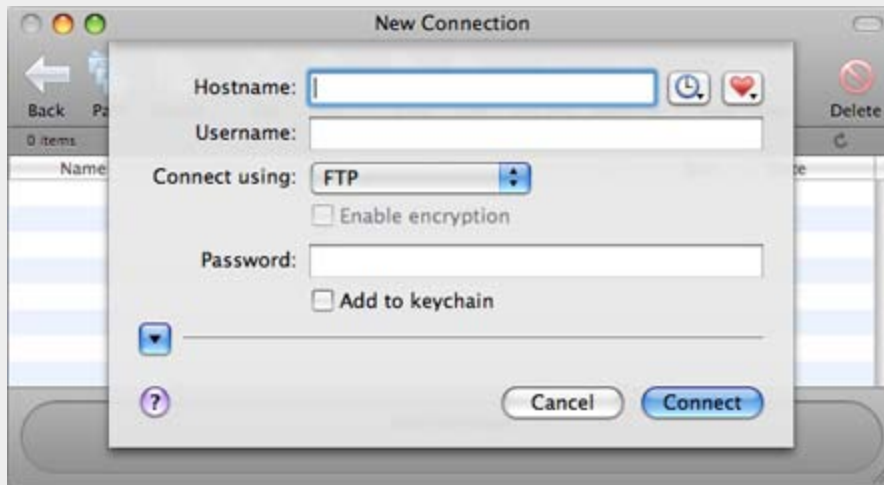 New Connection
Hostname:
Back
Delete
0 items
Username:
Name
Connect using: FTP
Enable encryption
Password:
Add to keychain
?
Cancel Connect